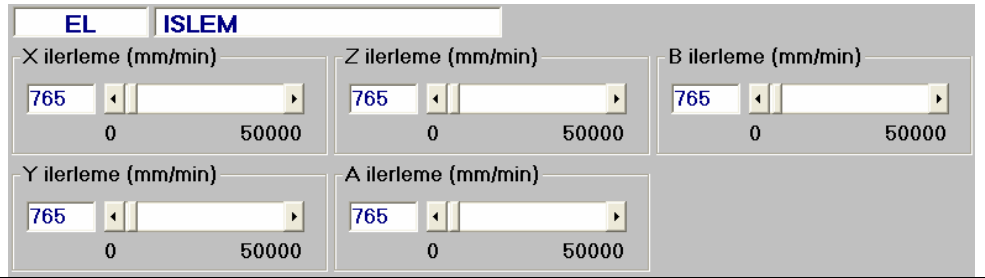 EL ISLEM
X ilerleme (mm/min) Z ilerleme (mm/min) B ilerleme (mm/min)
765 765 765
0 50000 0 50000 0 50000
Y ilerleme (mm/min) A ilerleme (mm/min)
765 765
0 50000 0 50000